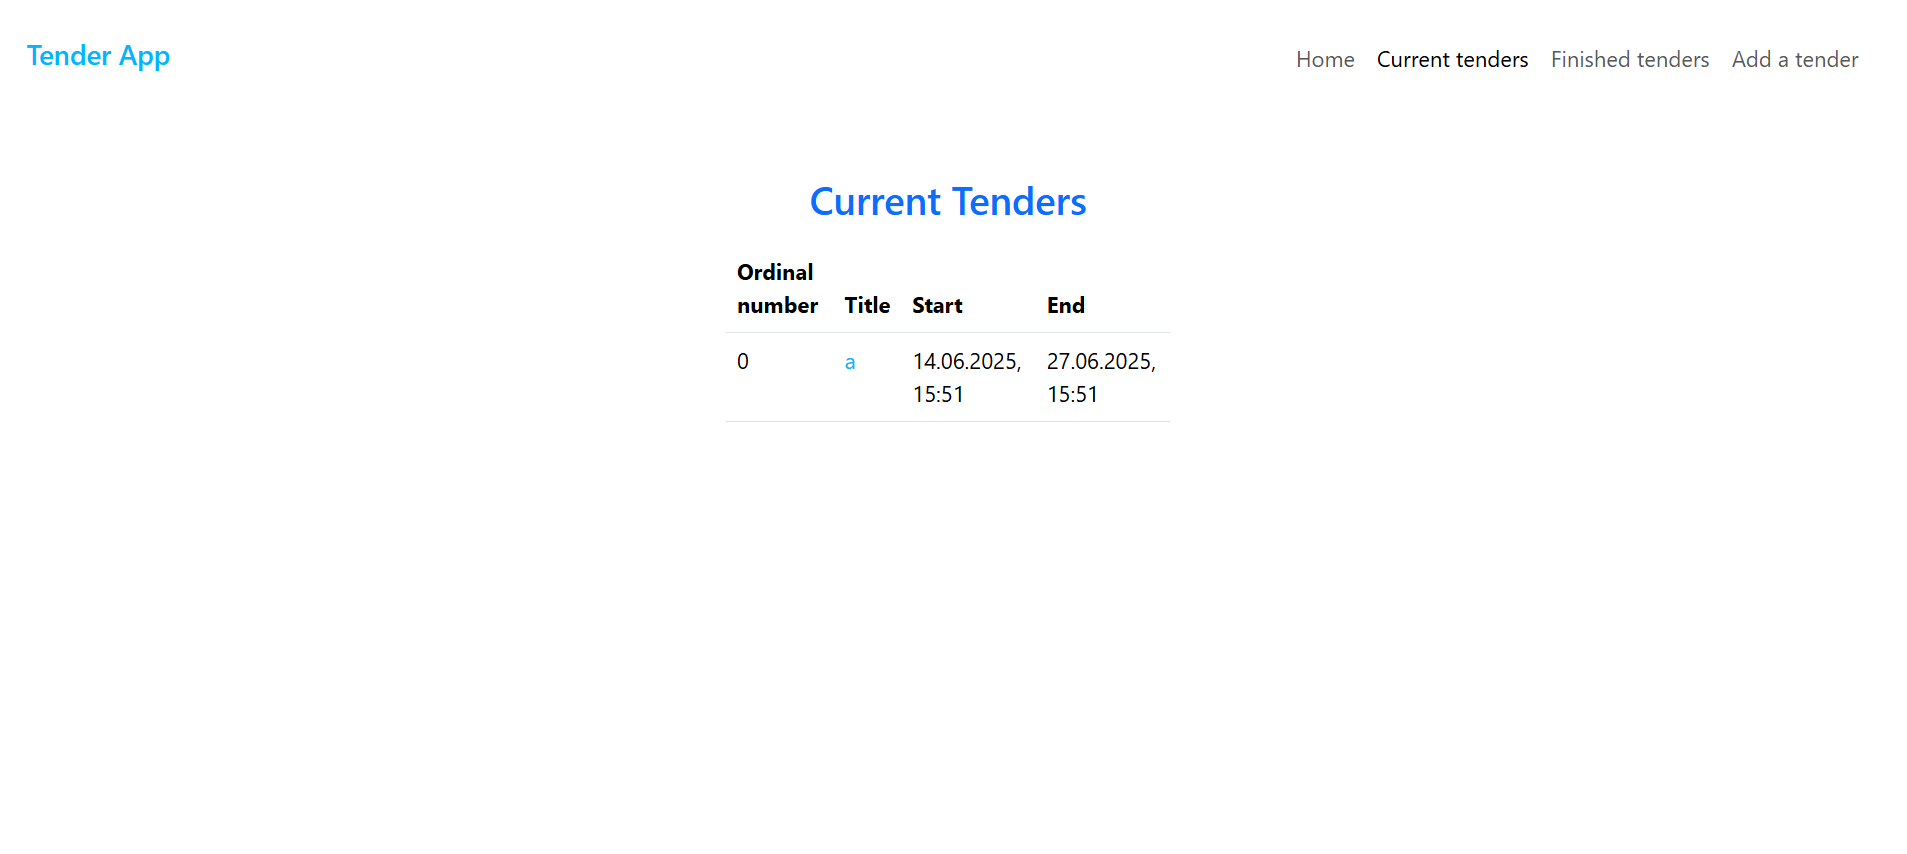 Tender App
Home Current tenders Finished tenders Add a tender
Current Tenders
Ordinal
number Title Start End
0 a 14.06.2025, 27.06.2025,
15:51 15:51